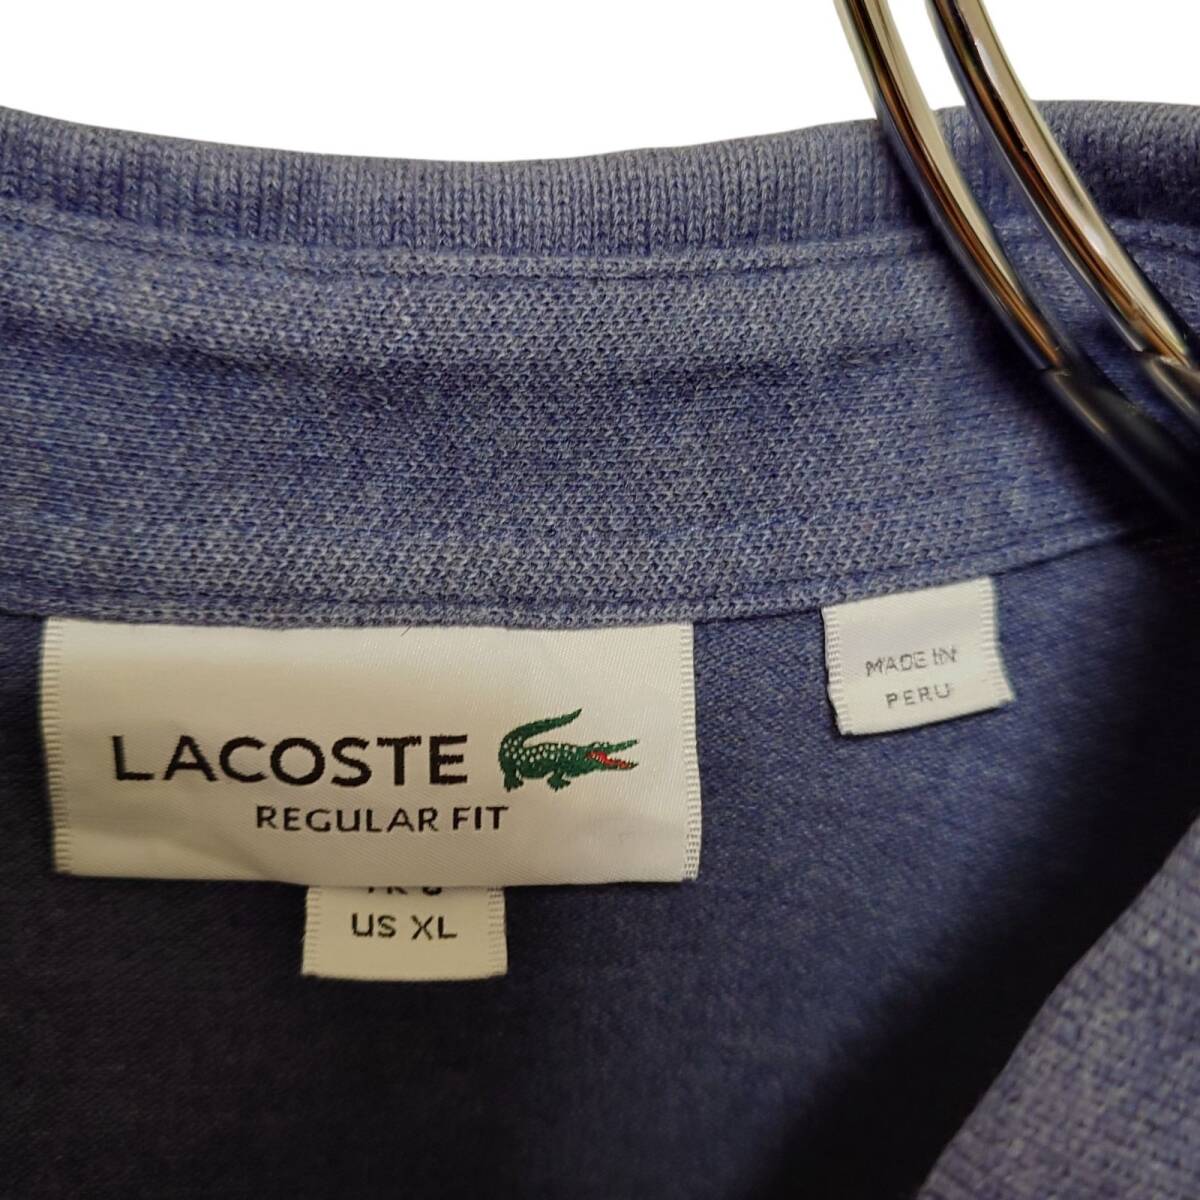 LACOSTE
REGULAR FIT
US XL
MADE IN
PERU